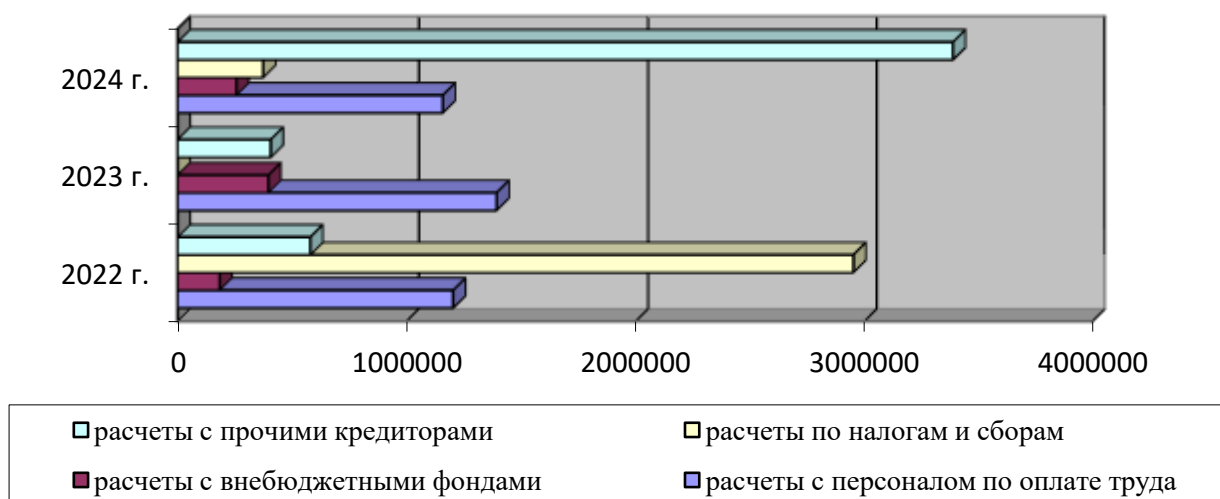 2024 г.
2023 г.
2022 г.
0 1000000 2000000 3000000 4000000
расчеты с прочими кредиторами расчеты по налогам и сборам
расчеты с внебюджетными фондами расчеты с персоналом по оплате труда